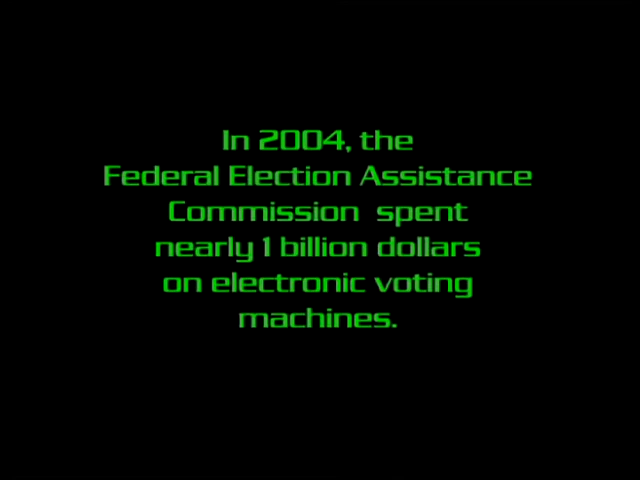 In 2004, the
Federal Election Assistance
Commission spent
nearly 1 billion dollars
on electronic voting
machines.